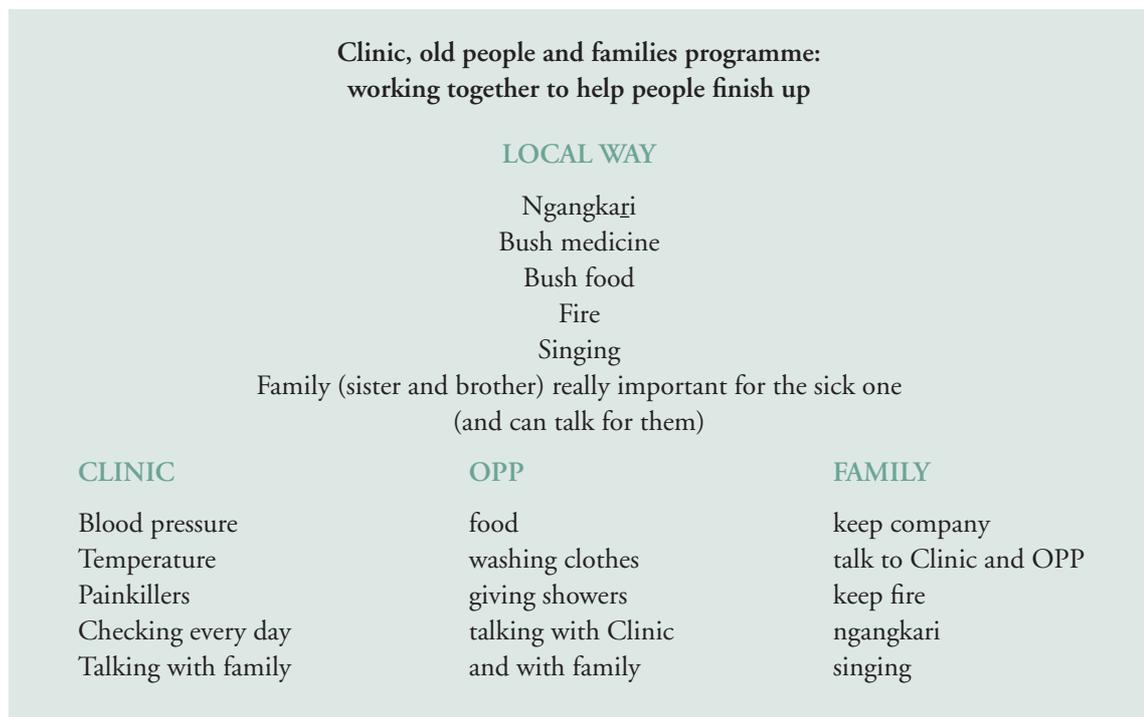 Clinic, old people and families programme:
working together to help people finish up
LOCAL WAY
Ngangkaṟi
Bush medicine
Bush food
Fire
Singing
Family (sister and brother) really important for the sick one
(and can talk for them)
CLINIC
Blood pressure
Temperature
Painkillers
Checking every day
Talking with family
OPP
food
washing clothes
giving showers
talking with Clinic
and with family
FAMILY
keep company
talk to Clinic and OPP
keep fire
ngangkari
singing